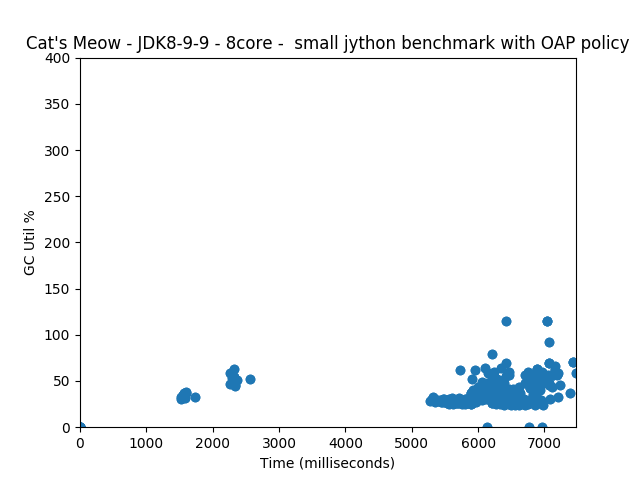 Cat's Meow - JDK8-9-9 - 8core -  small jython benchmark with OAP policy
400
350
300
250
200
150
100
50
0
GC Util %
0 1000 2000 3000 4000 5000 6000 7000
Time (milliseconds)